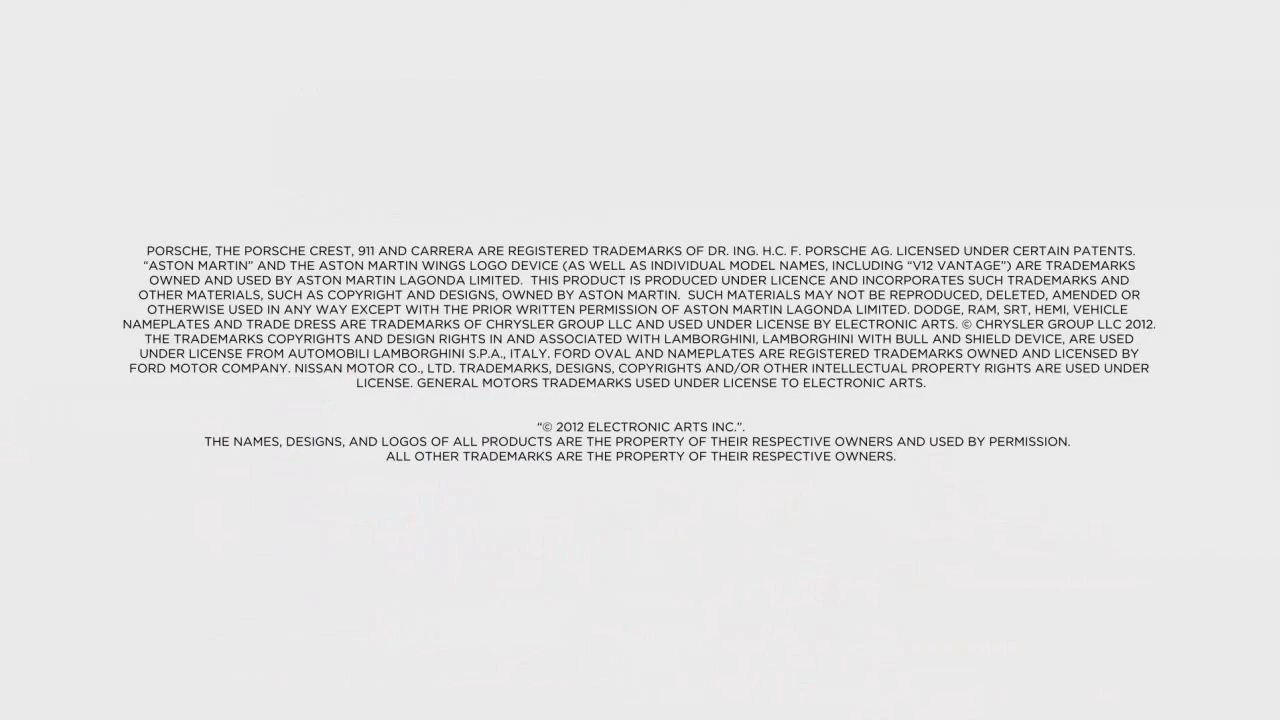 PORSCHE, THE PORSCHE CREST, 911 AND CARRERA ARE REGISTERED TRADEMARKS OF DR. ING. H.C. F. PORSCHE AG. LICENSED UNDER CERTAIN PATENTS.
“ASTON MARTIN” AND THE ASTON MARTIN WINGS LOGO DEVICE (AS WELL AS INDIVIDUAL MODEL NAMES, INCLUDING “V12 VANTAGE”) ARE TRADEMARKS
OWNED AND USED BY ASTON MARTIN LAGONDA LIMITED.  THIS PRODUCT IS PRODUCED UNDER LICENCE AND INCORPORATES SUCH TRADEMARKS AND
OTHER MATERIALS, SUCH AS COPYRIGHT AND DESIGNS, OWNED BY ASTON MARTIN.  SUCH MATERIALS MAY NOT BE REPRODUCED, DELETED, AMENDED OR
OTHERWISE USED IN ANY WAY EXCEPT WITH THE PRIOR WRITTEN PERMISSION OF ASTON MARTIN LAGONDA LIMITED. DODGE, RAM, SRT, HEMI, VEHICLE
NAMEPLATES AND TRADE DRESS ARE TRADEMARKS OF CHRYSLER GROUP LLC AND USED UNDER LICENSE BY ELECTRONIC ARTS. © CHRYSLER GROUP LLC 2012.
THE TRADEMARKS COPYRIGHTS AND DESIGN RIGHTS IN AND ASSOCIATED WITH LAMBORGHINI, LAMBORGHINI WITH BULL AND SHIELD DEVICE, ARE USED
UNDER LICENSE FROM AUTOMOBILI LAMBORGHINI S.P.A., ITALY. FORD OVAL AND NAMEPLATES ARE REGISTERED TRADEMARKS OWNED AND LICENSED BY
FORD MOTOR COMPANY. NISSAN MOTOR CO., LTD. TRADEMARKS, DESIGNS, COPYRIGHTS AND/OR OTHER INTELLECTUAL PROPERTY RIGHTS ARE USED UNDER
LICENSE. GENERAL MOTORS TRADEMARKS USED UNDER LICENSE TO ELECTRONIC ARTS.
“© 2012 ELECTRONIC ARTS INC.”.
THE NAMES, DESIGNS, AND LOGOS OF ALL PRODUCTS ARE THE PROPERTY OF THEIR RESPECTIVE OWNERS AND USED BY PERMISSION.
ALL OTHER TRADEMARKS ARE THE PROPERTY OF THEIR RESPECTIVE OWNERS.